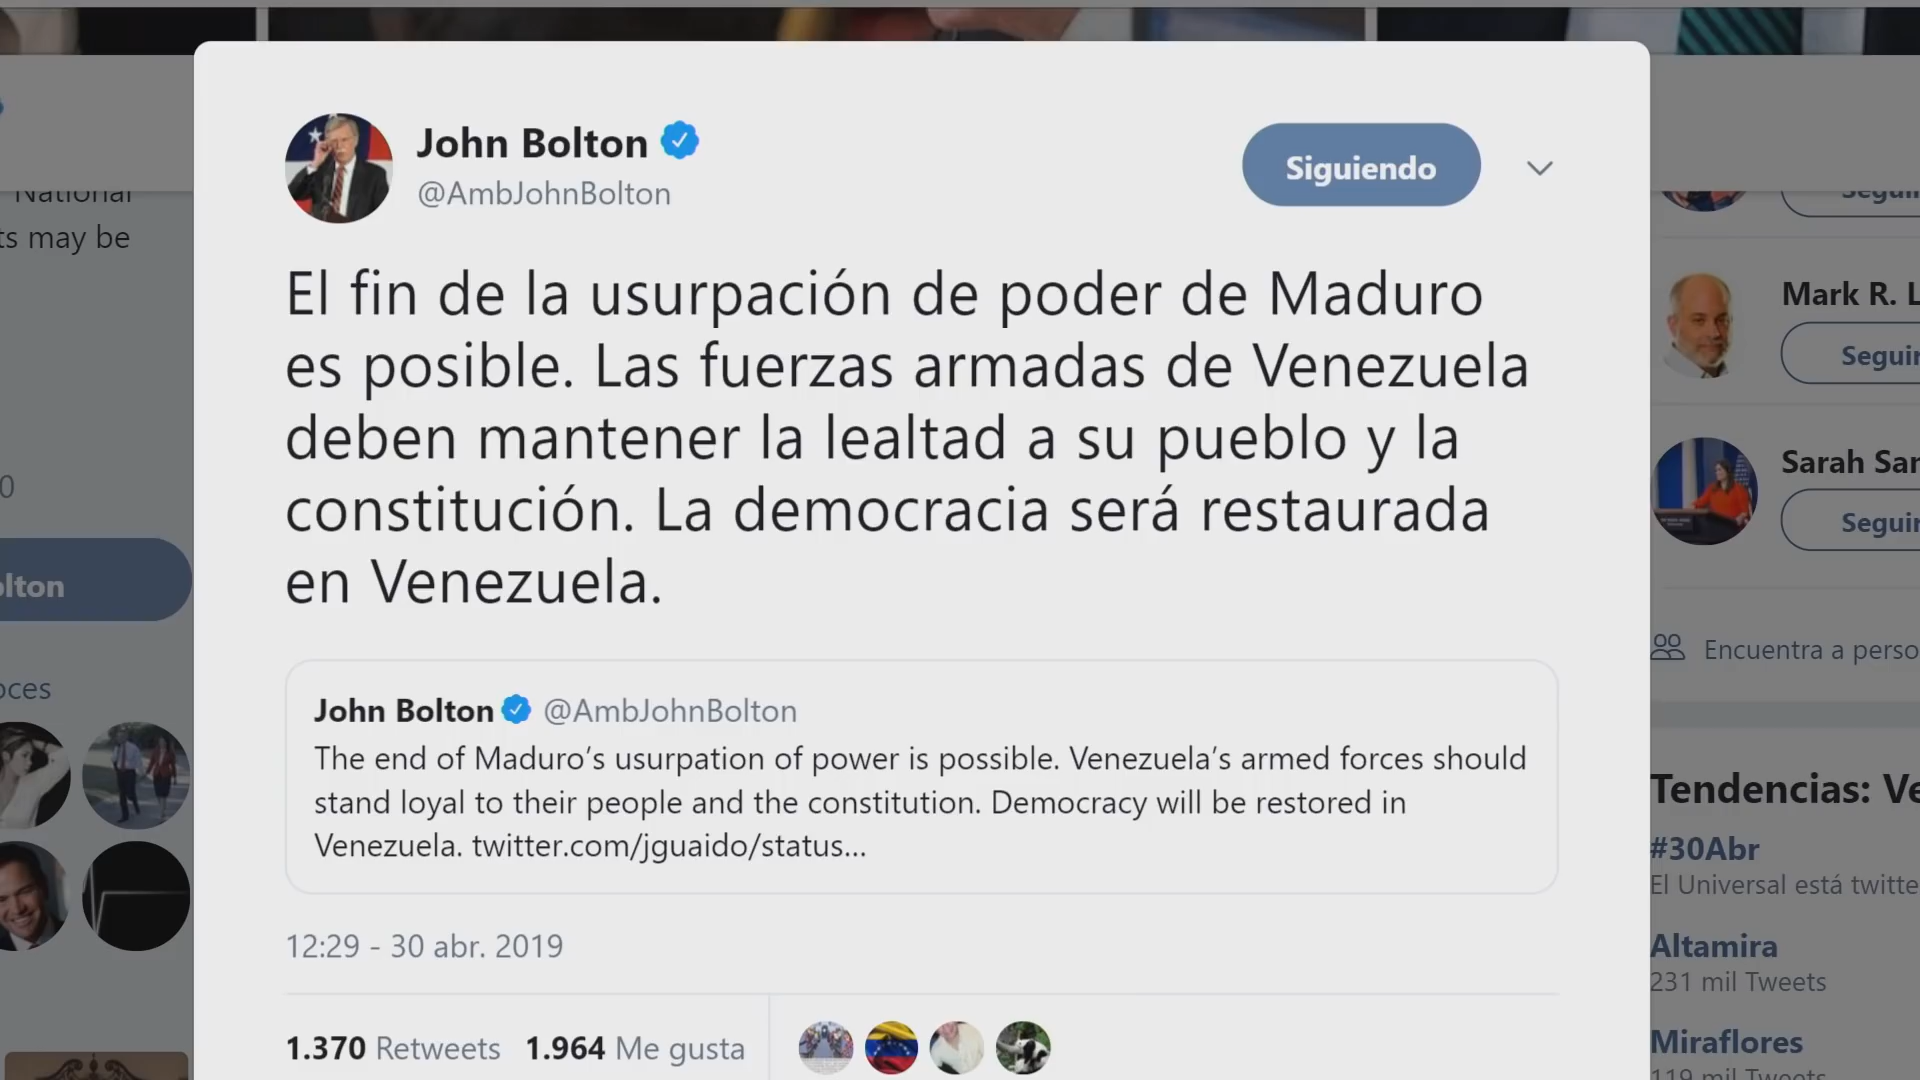 John Bolton
@AmbJohnBolton
Siguiendo
El fin de la usurpación de poder de Maduro
es posible. Las fuerzas armadas de Venezuela
deben mantener la lealtad a su pueblo y la
constitución. La democracia será restaurada
en Venezuela.
John Bolton @AmbJohnBolton
The end of Maduro’s usurpation of power is possible. Venezuela’s armed forces should
stand loyal to their people and the constitution. Democracy will be restored in
Venezuela. twitter.com/jguaido/status...
12:29 - 30 abr. 2019
1.370 Retweets 1.964 Me gusta
National
ts may be
0
olton
oces
Mark R. L
Seguir
Sarah Sar
Seguir
Encuentra a perso
Tendencias: Ve
#30Abr
El Universal está twitte
Altamira
231 mil Tweets
Miraflores
119 mil Tweets